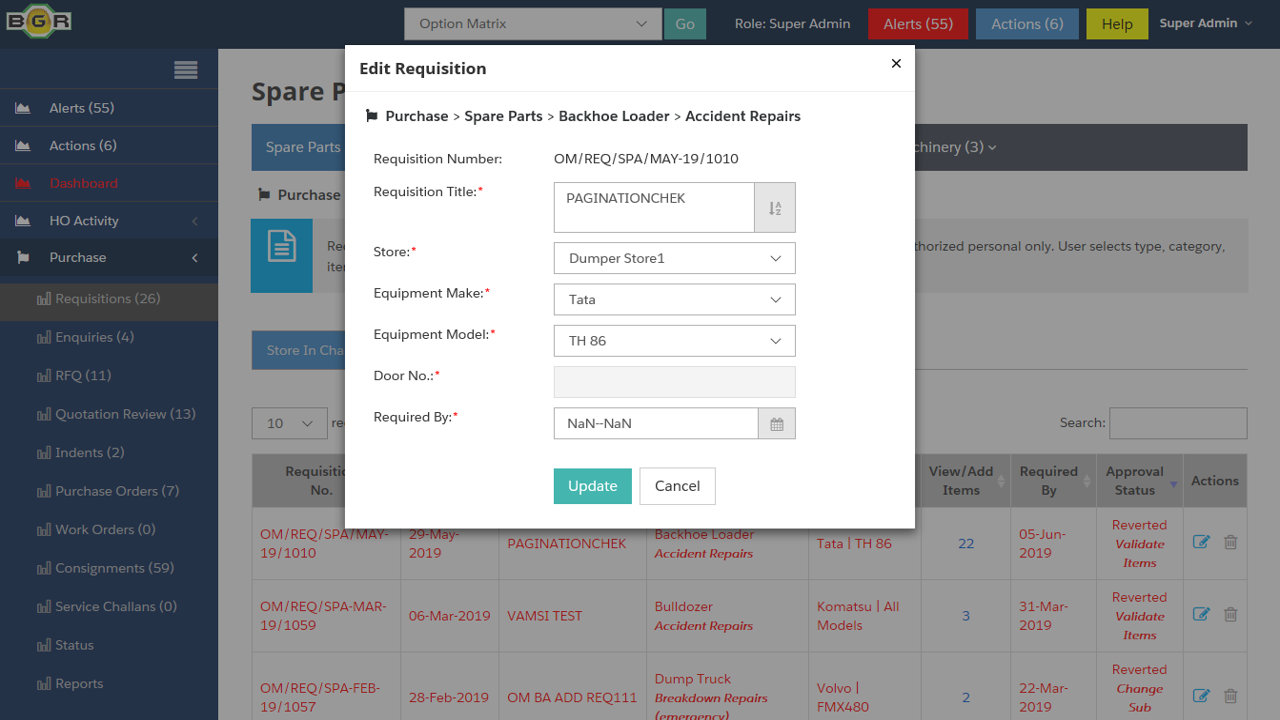 BGR
Option Matrix
Go
Role: Super Admin
Alerts (55)
Actions (6)
Help
Super Admin
Alerts (55)
Actions (6)
Dashboard
HO Activity
Purchase
Requisitions (26)
Enquiries (4)
RFQ (11)
Quotation Review (13)
Indents (2)
Purchase Orders (7)
Work Orders (0)
Consignments (59)
Service Challans (0)
Status
Reports
Spare P
Spare Parts
chinery (3)
Purchase
thorized personal only. User selects type, category,
Store In Cha
10
Search:
Edit Requisition
×
Purchase > Spare Parts > Backhoe Loader > Accident Repairs
Requisition Number:
OM/REQ/SPA/MAY-19/1010
Requisition Title:*
PAGINATIONCHEK
Store:*
Dumper Store1
Equipment Make:*
Tata
Equipment Model:*
TH 86
Door No.:*
Required By:*
NaN--NaN
Update
Cancel
Requisitio
No.
View/Add
Items
Required
By
Approval
Status
Actions
OM/REQ/SPA/MAY-
19/1010
29-May-
2019
PAGINATIONCHEK
Backhoe Loader
Accident Repairs
Tata | TH 86
22
05-Jun-
2019
Reverted
Validate
Items
OM/REQ/SPA-MAR-
19/1059
06-Mar-2019
VAMSI TEST
Bulldozer
Accident Repairs
Komatsu | All
Models
3
31-Mar-
2019
Reverted
Validate
Items
OM/REQ/SPA-FEB-
19/1057
28-Feb-2019
OM BA ADD REQ111
Dump Truck
Breakdown Repairs
(emergency)
Volvo |
FMX480
2
22-Mar-
2019
Reverted
Change
Sub